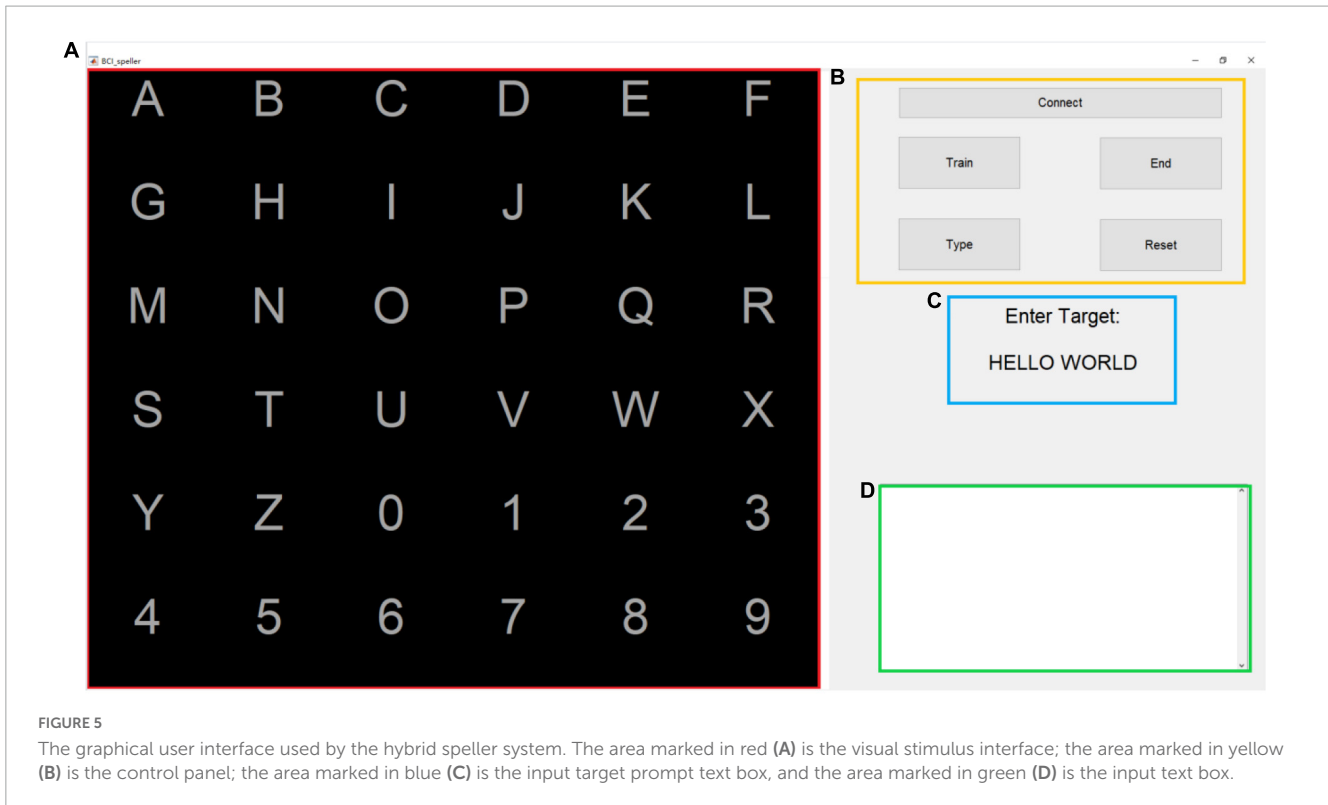 A
BCI_speller
A B C D E F
G H I J K L
M N O P Q R
S T U V W X
Y Z 0 1 2 3
4 5 6 7 8 9
B
Connect
Train End
Type Reset
C
Enter Target:
HELLO WORLD
D
FIGURE 5
The graphical user interface used by the hybrid speller system. The area marked in red (A) is the visual stimulus interface; the area marked in yellow
(B) is the control panel; the area marked in blue (C) is the input target prompt text box, and the area marked in green (D) is the input text box.